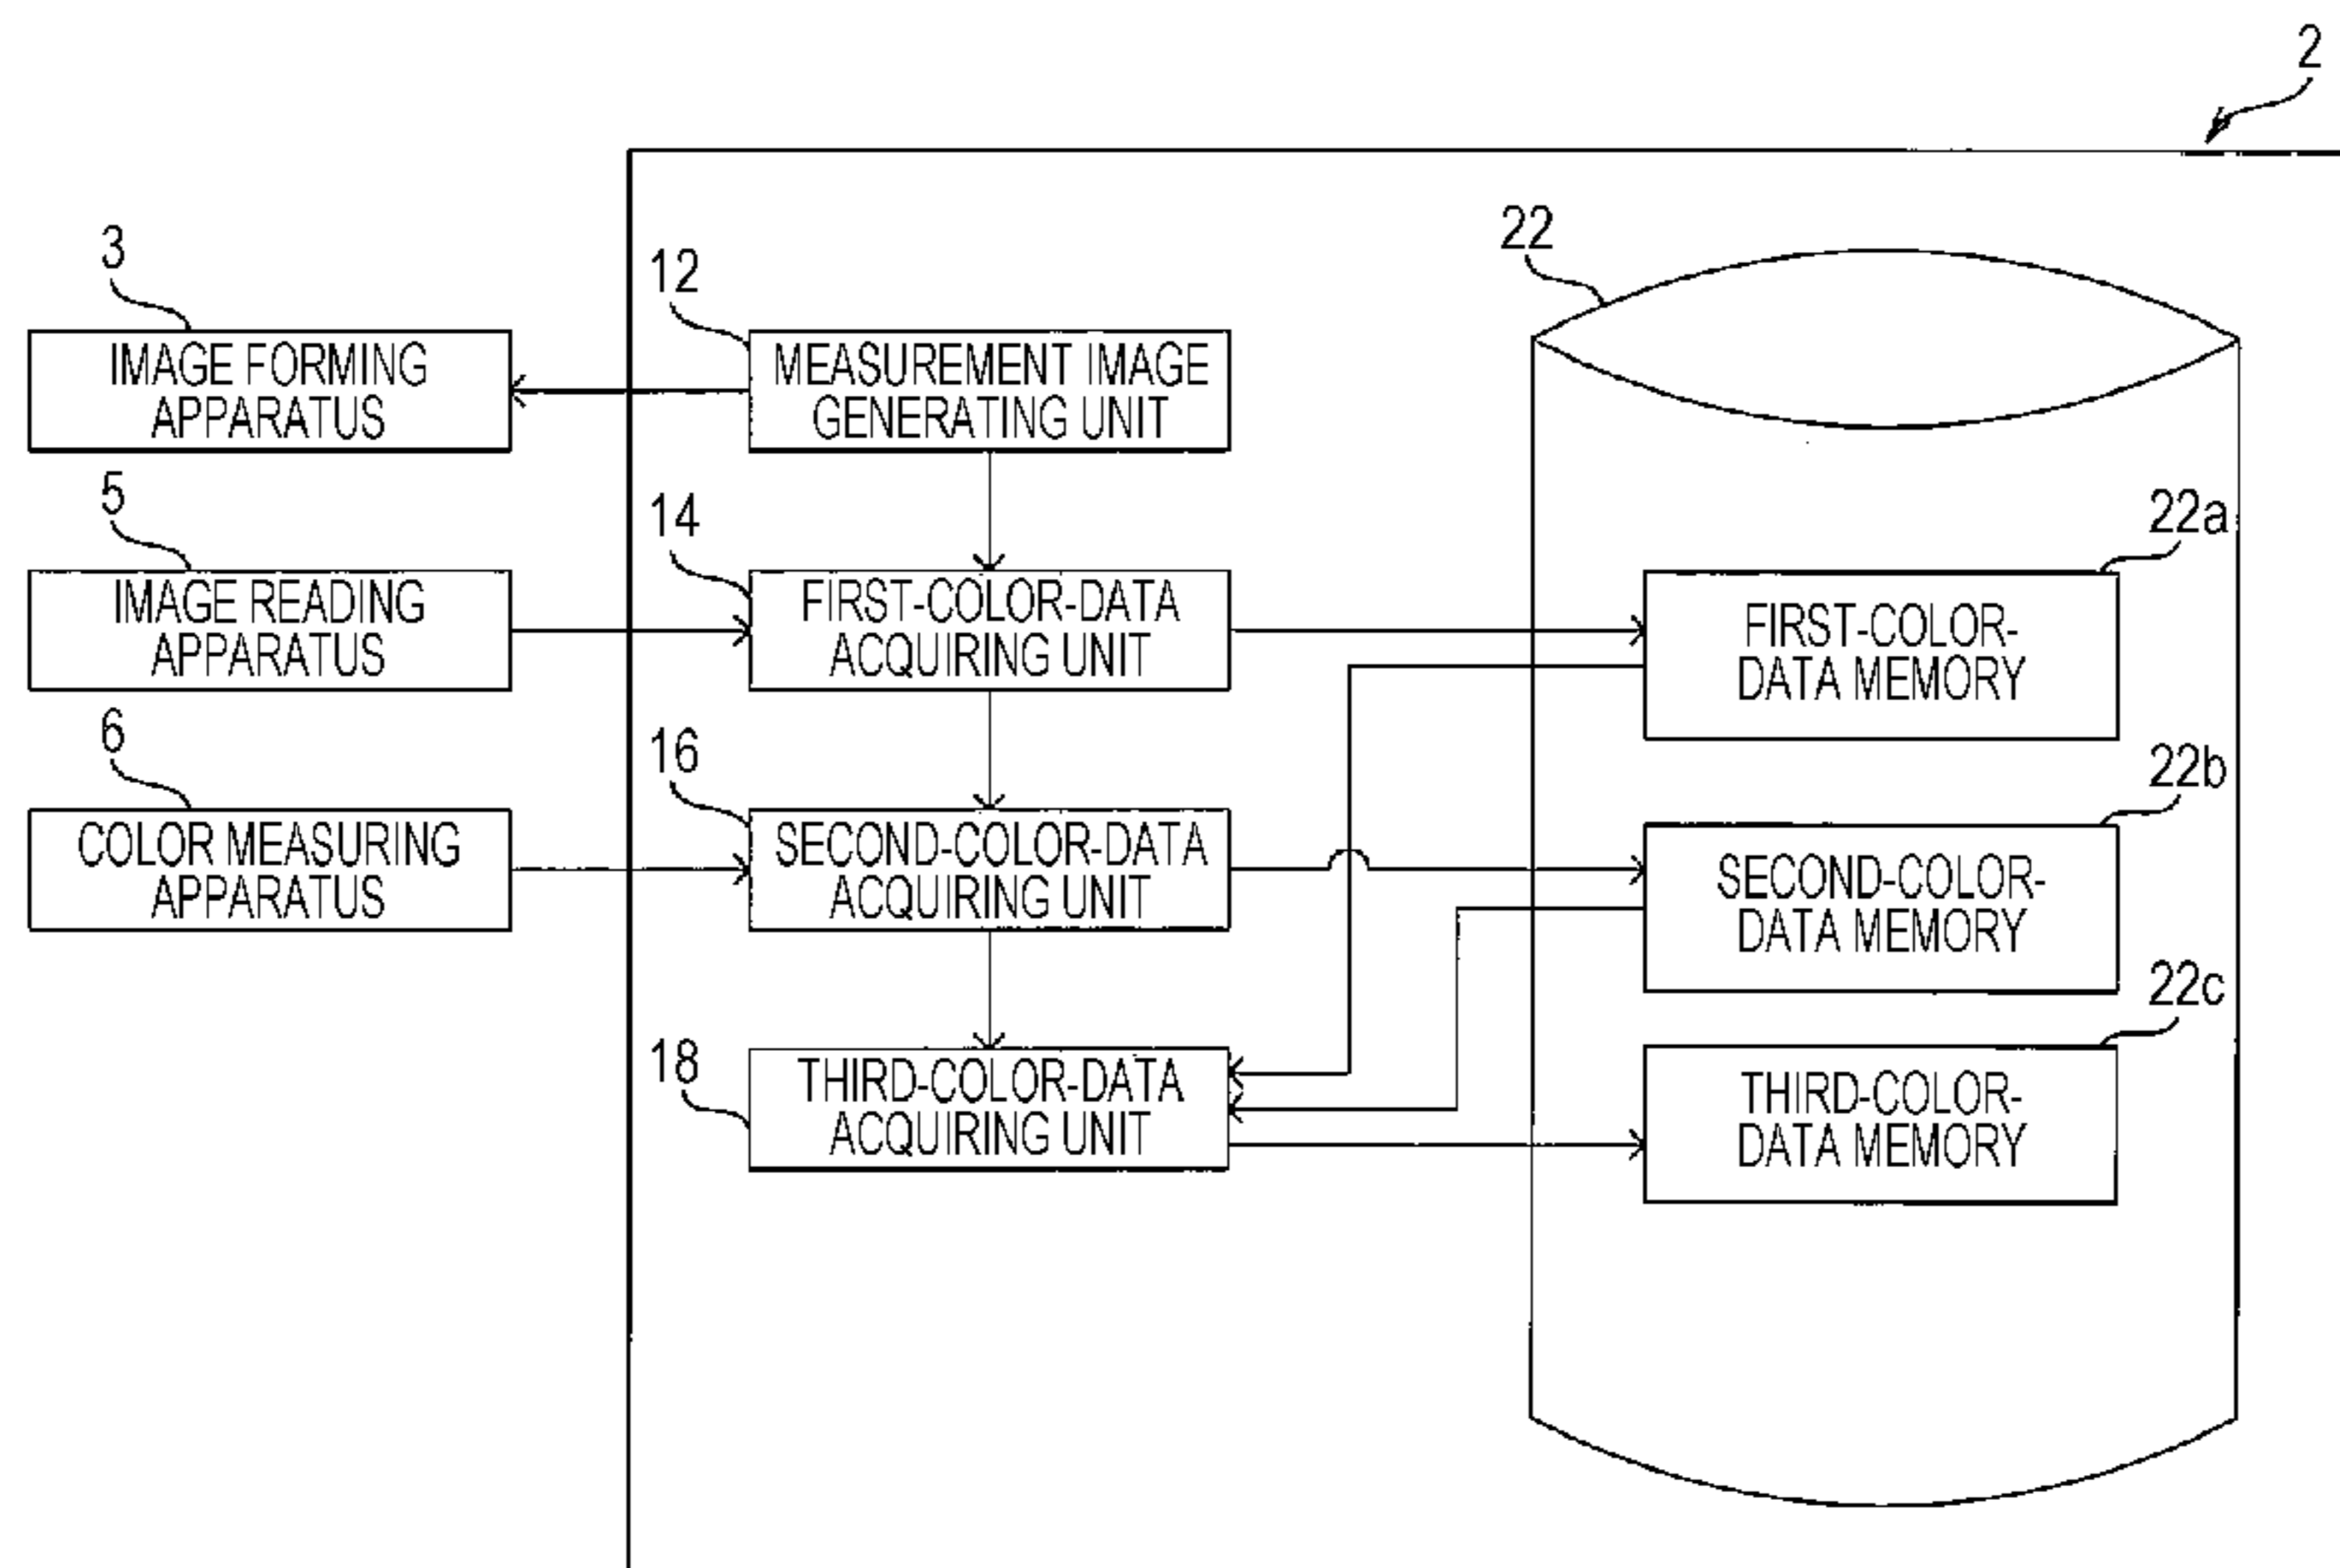 2
22
3
12
IMAGE FORMING
APPARATUS
MEASUREMENT IMAGE
GENERATING UNIT
5
14
22a
IMAGE READING
APPARATUS
FIRST-COLOR-DATA
ACQUIRING UNIT
FIRST-COLOR-
DATA MEMORY
6
16
22b
COLOR MEASURING
APPARATUS
SECOND-COLOR-DATA
ACQUIRING UNIT
SECOND-COLOR-
DATA MEMORY
18
22c
THIRD-COLOR-DATA
ACQUIRING UNIT
THIRD-COLOR-
DATA MEMORY